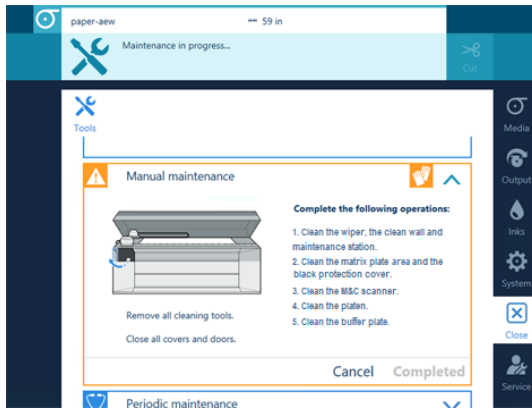 paper-aew
59 in
Maintenance in progress...
Cut
Tools
Media
Output
Inks
System
Close
Service
Manual maintenance
Complete the following operations:
1. Clean the wiper, the clean wall and
maintenance station.
2. Clean the matrix plate area and the
black protection cover.
3. Clean the M&C scanner.
4. Clean the platen.
5. Clean the buffer plate.
Remove all cleaning tools.
Close all covers and doors.
Cancel
Completed
Periodic maintenance